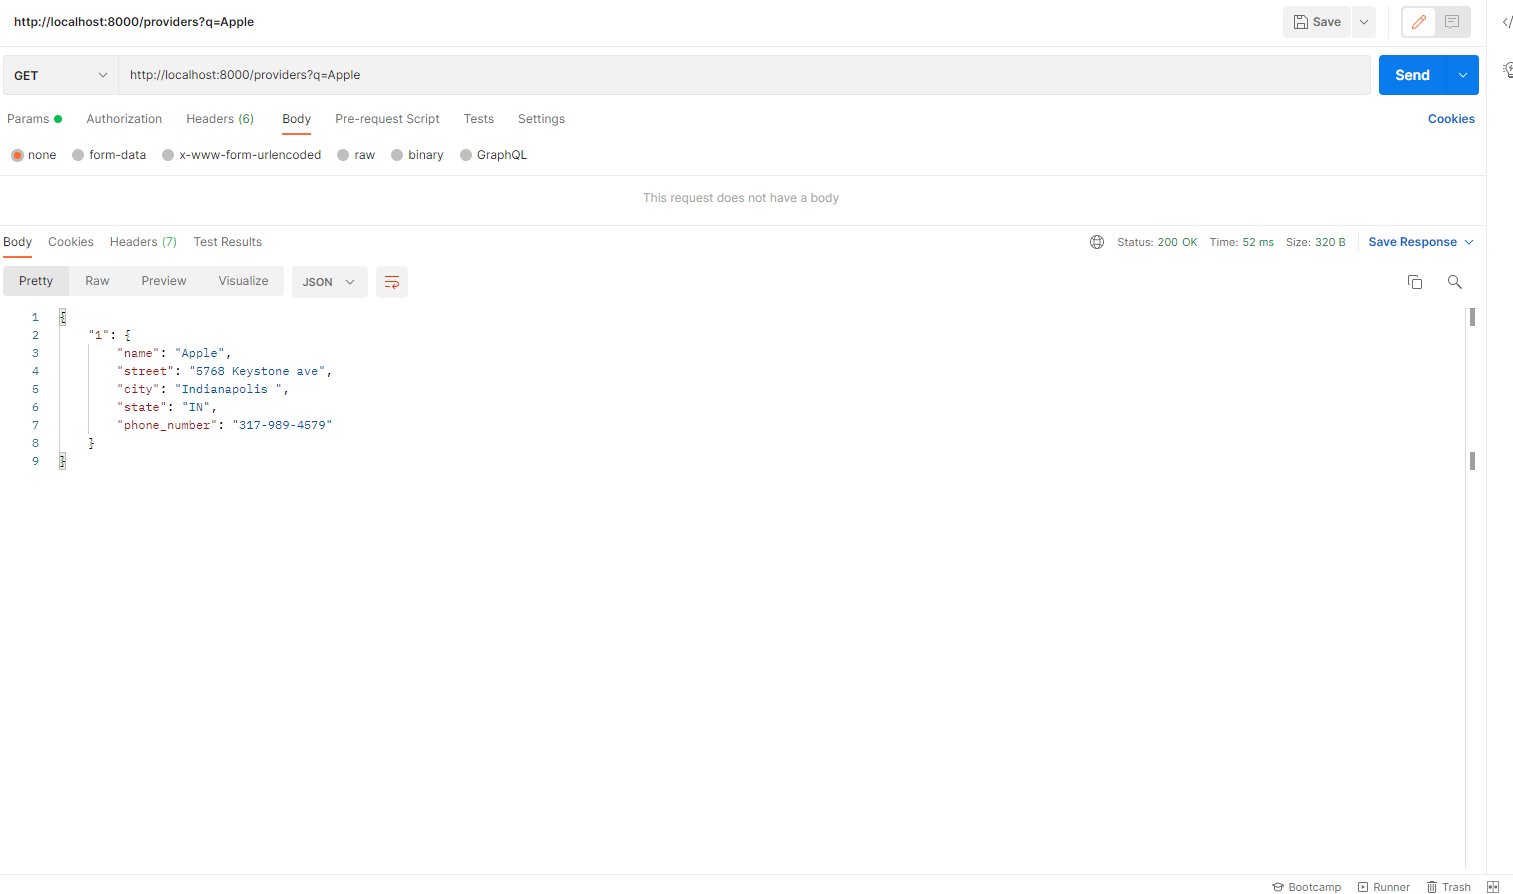 http://localhost:8000/providers?q=Apple
Save
GET
http://localhost:8000/providers?q=Apple
Send
Params Authorization Headers (6) Body Pre-request Script Tests Settings Cookies
none form-data x-www-form-urlencoded raw binary GraphQL
This request does not have a body
Body Cookies Headers (7) Test Results Status: 200 OK Time: 52 ms Size: 320 B Save Response
Pretty Raw Preview Visualize JSON
1 {
2 "1": {
3 "name": "Apple",
4 "street": "5768 Keystone ave",
5 "city": "Indianapolis ",
6 "state": "IN",
7 "phone_number": "317-989-4579"
8 }
9 }
Bootcamp Runner Trash